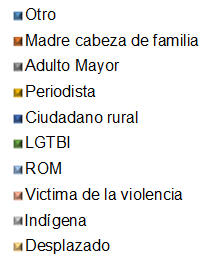 Otro
Madre cabeza de familia
Adulto Mayor
Periodista
Ciudadano rural
LGTBI
ROM
Victima de la violencia
Indígena
Desplazado